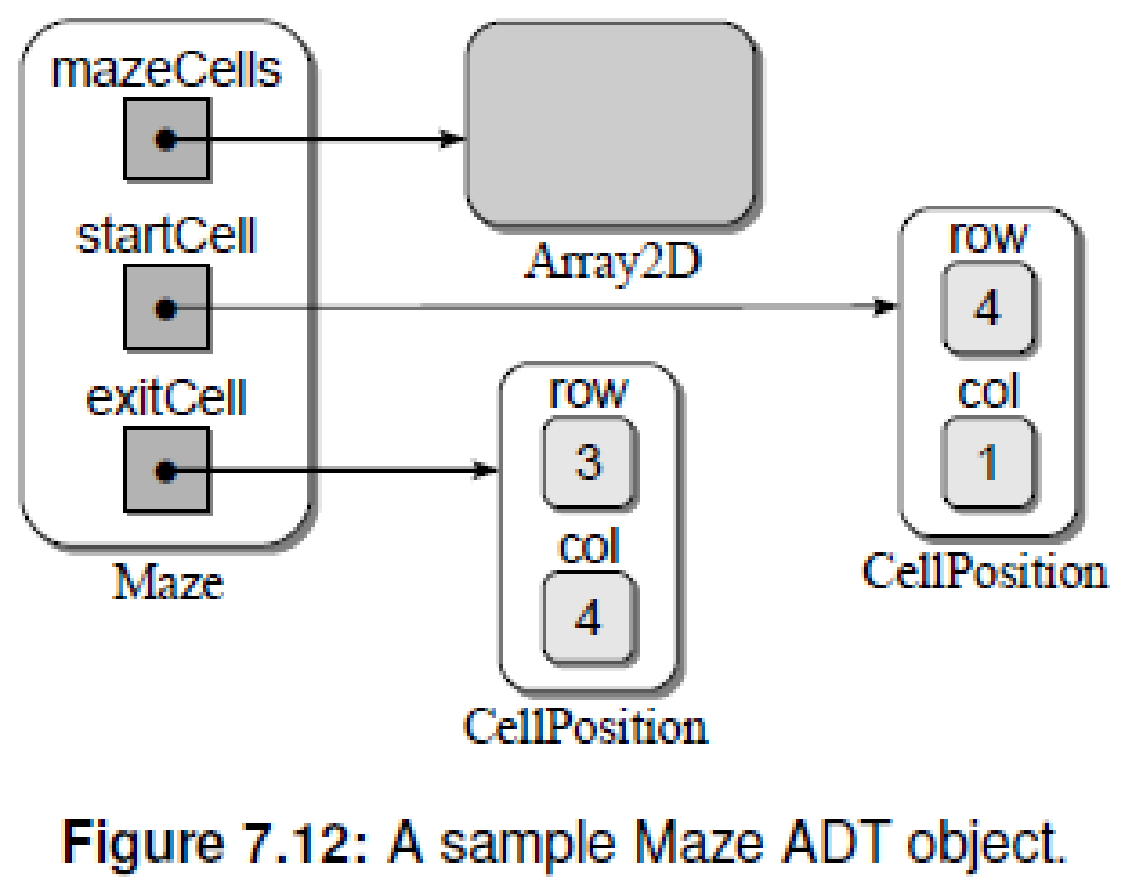 mazeCells
startCell
exitCell
Maze
Array2D
row
4
col
1
CellPosition
row
3
col
4
CellPosition
Figure 7.12: A sample Maze ADT object.